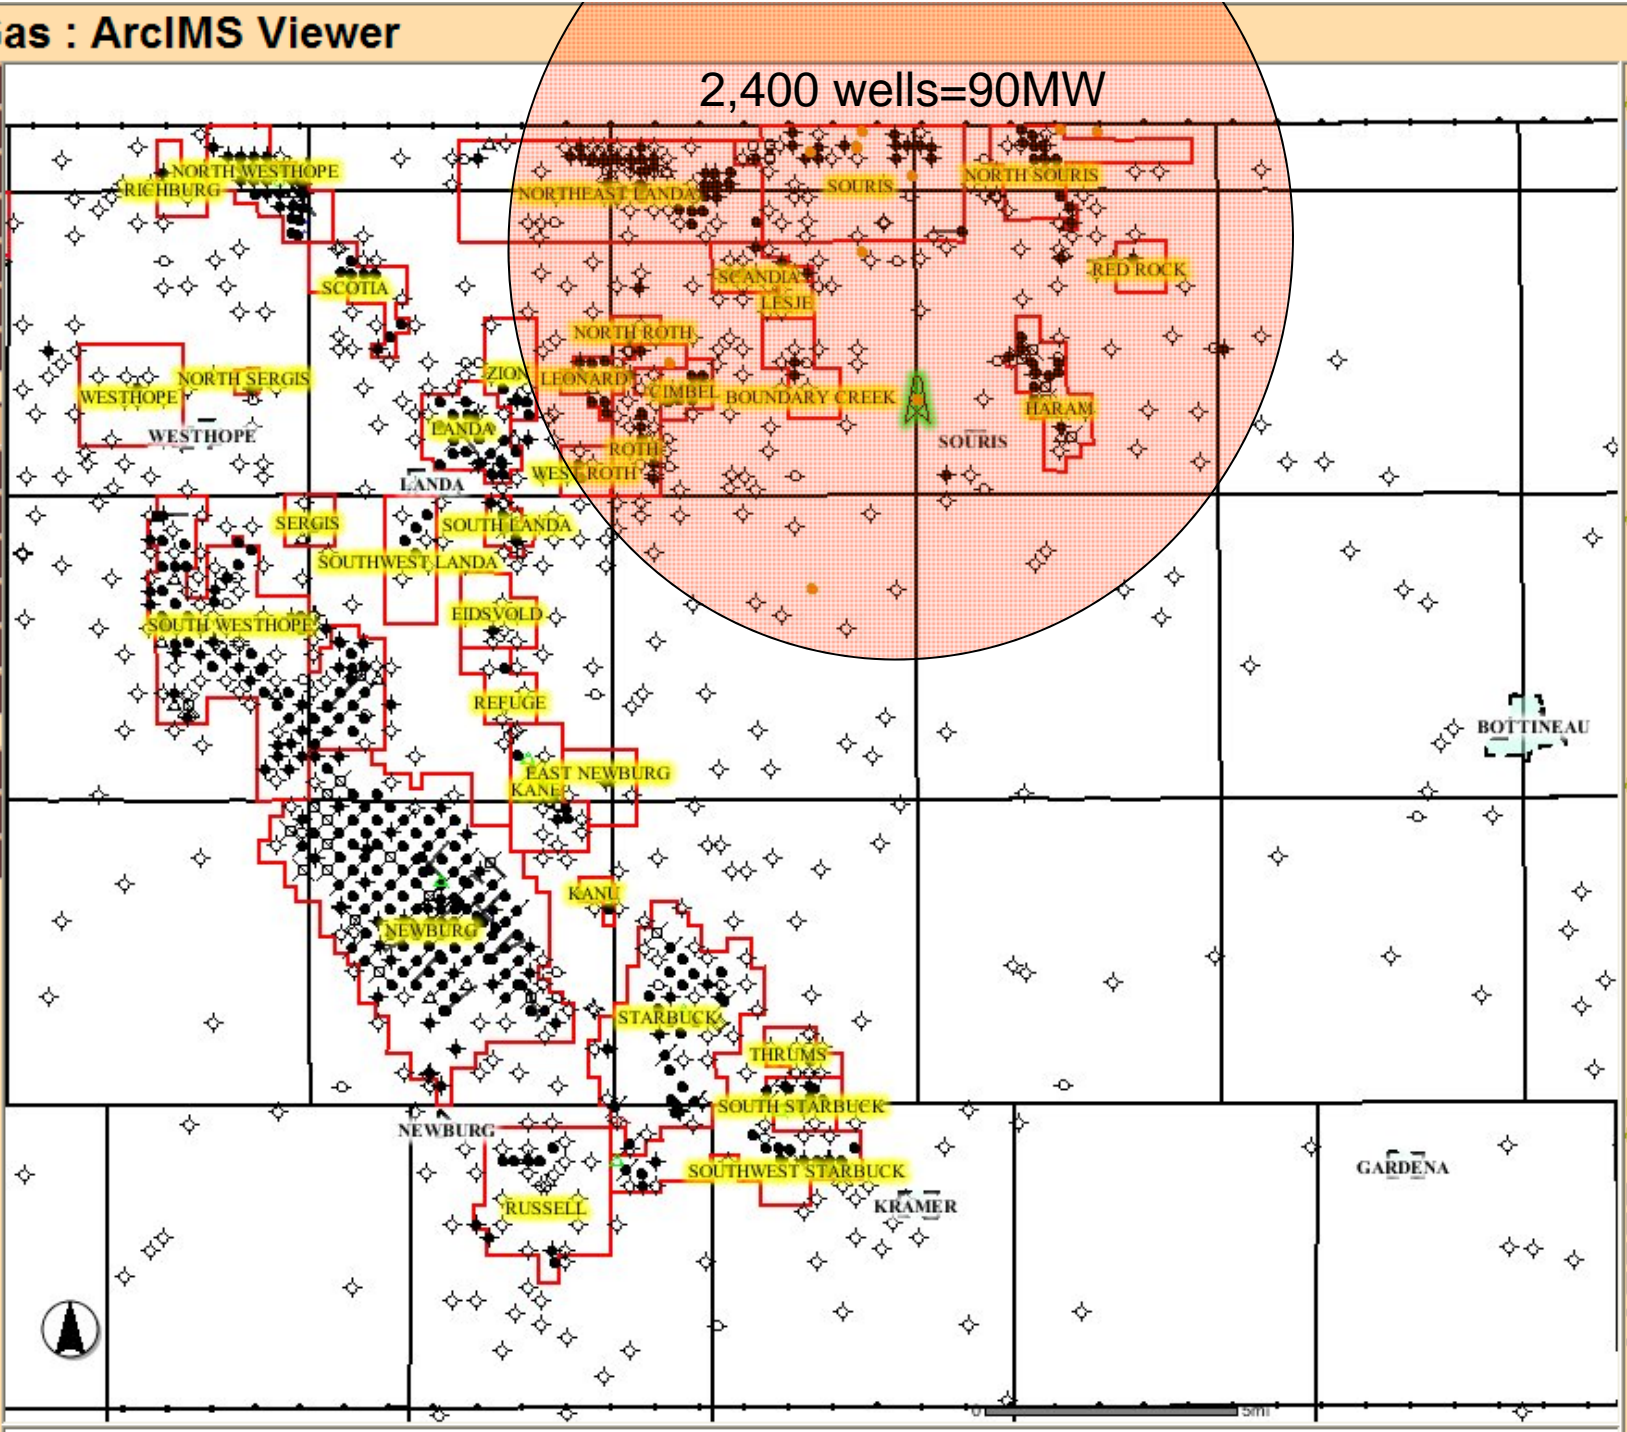 as : ArcIMS Viewer
2,400 wells=90MW
NORTH WESTHOPE
RICHBURG
NORTHEAST LANDA
SOURIS
NORTH SOURIS
SCOTIA
SCANDIA
LESJE
RED ROCK
NORTH ROTH
ZION
LEONARD
CIMBEL
BOUNDARY CREEK
HARAM
NORTH SERGIS
WESTHOPE
WESTHOPE
LANDA
SOURIS
ROTH
WEST ROTH
LANDA
SERGIS
SOUTH LANDA
SOUTHWEST LANDA
EIDSVOLD
SOUTH WESTHOPE
REFUGE
BOTTINEAU
EAST NEWBURG
KANE
KANU
NEWBURG
STARBUCK
THRUMS
SOUTH STARBUCK
NEWBURG
SOUTHWEST STARBUCK
GARDENA
RUSSELL
KRAMER
0 5mi